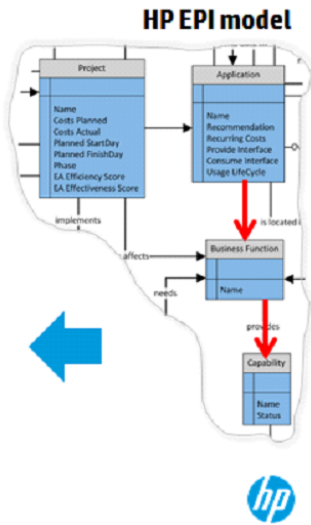 HP EPI model
Project
Name
Costs Planned
Costs Actual
Planned StartDay
Planned FinishDay
Phase
EA Efficiency Score
EA Effectiveness Score
Application
Name
Recommendation
Recurring Costs
Provide Interface
Consume Interface
Usage LifeCycle
implements
is located i
affects
Business Function
Name
needs
provides
Capability
Name
Status
hp